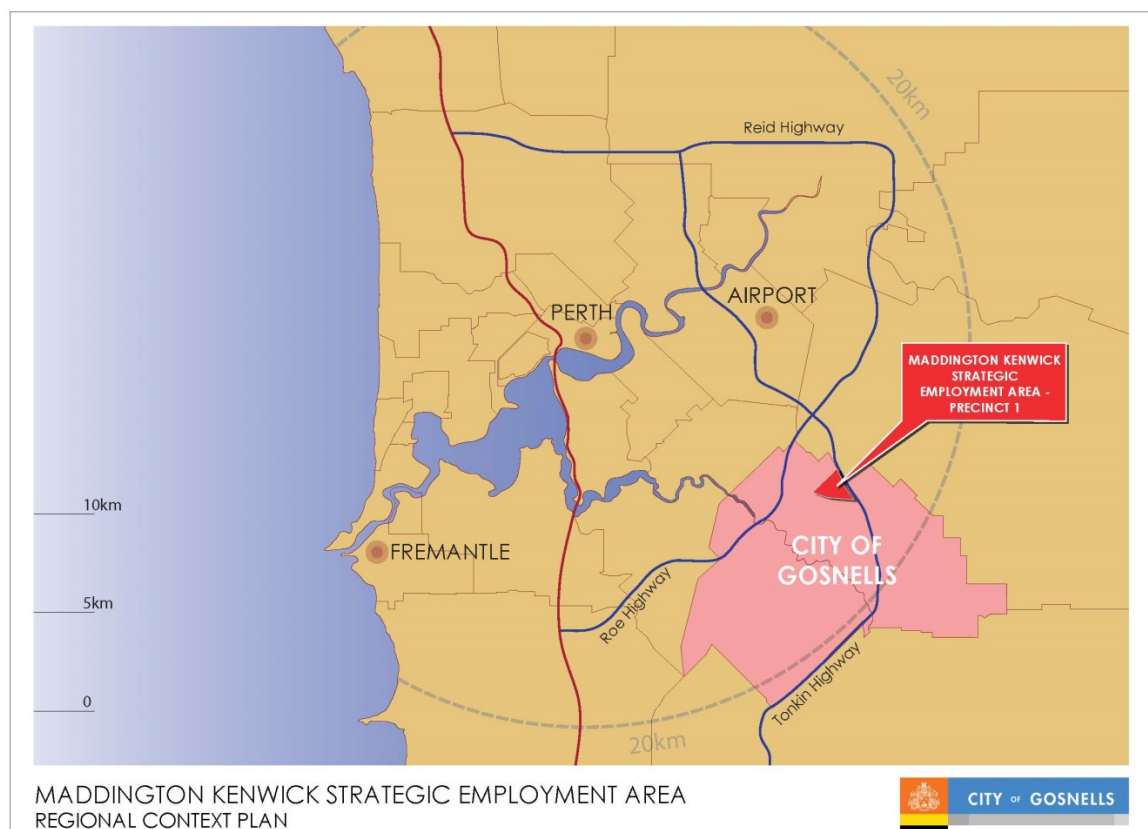 20km
Reid Highway
AIRPORT
PERTH
MADDINGTON KENWICK
STRATEGIC
EMPLOYMENT AREA -
PRECINCT 1
10km
CITY OF
GOSNELLS
FREMANTLE
5km
Roe Highway
Tonkin Highway
0
20km
MADDINGTON KENWICK STRATEGIC EMPLOYMENT AREA
REGIONAL CONTEXT PLAN
CITY OF GOSNELLS